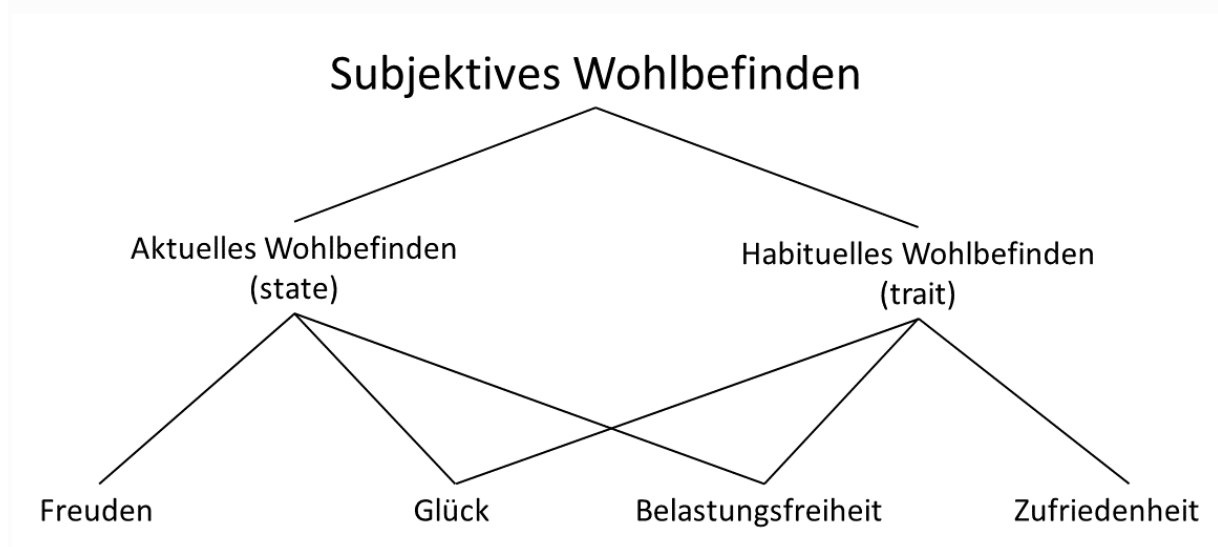 Subjektives Wohlbefinden
Aktuelles Wohlbefinden
(state)
Habituelles Wohlbefinden
(trait)
Freuden
Glück
Belastungsfreiheit
Zufriedenheit